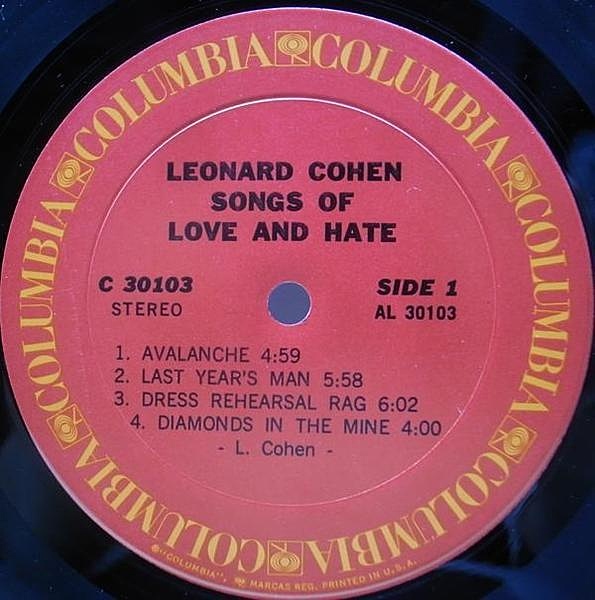 COLUMBIA COLUMBIA COLUMBIA COLUMBIA COLUMBIA COLUMBIA
LEONARD COHEN
SONGS OF
LOVE AND HATE
C 30103
SIDE 1
STEREO
AL 30103
1. AVALANCHE 4:59
2. LAST YEAR'S MAN 5:58
3. DRESS REHEARSAL RAG 6:02
4. DIAMONDS IN THE MINE 4:00
- L. Cohen -
® "COLUMBIA", MARCAS REG. PRINTED IN U.S.A.